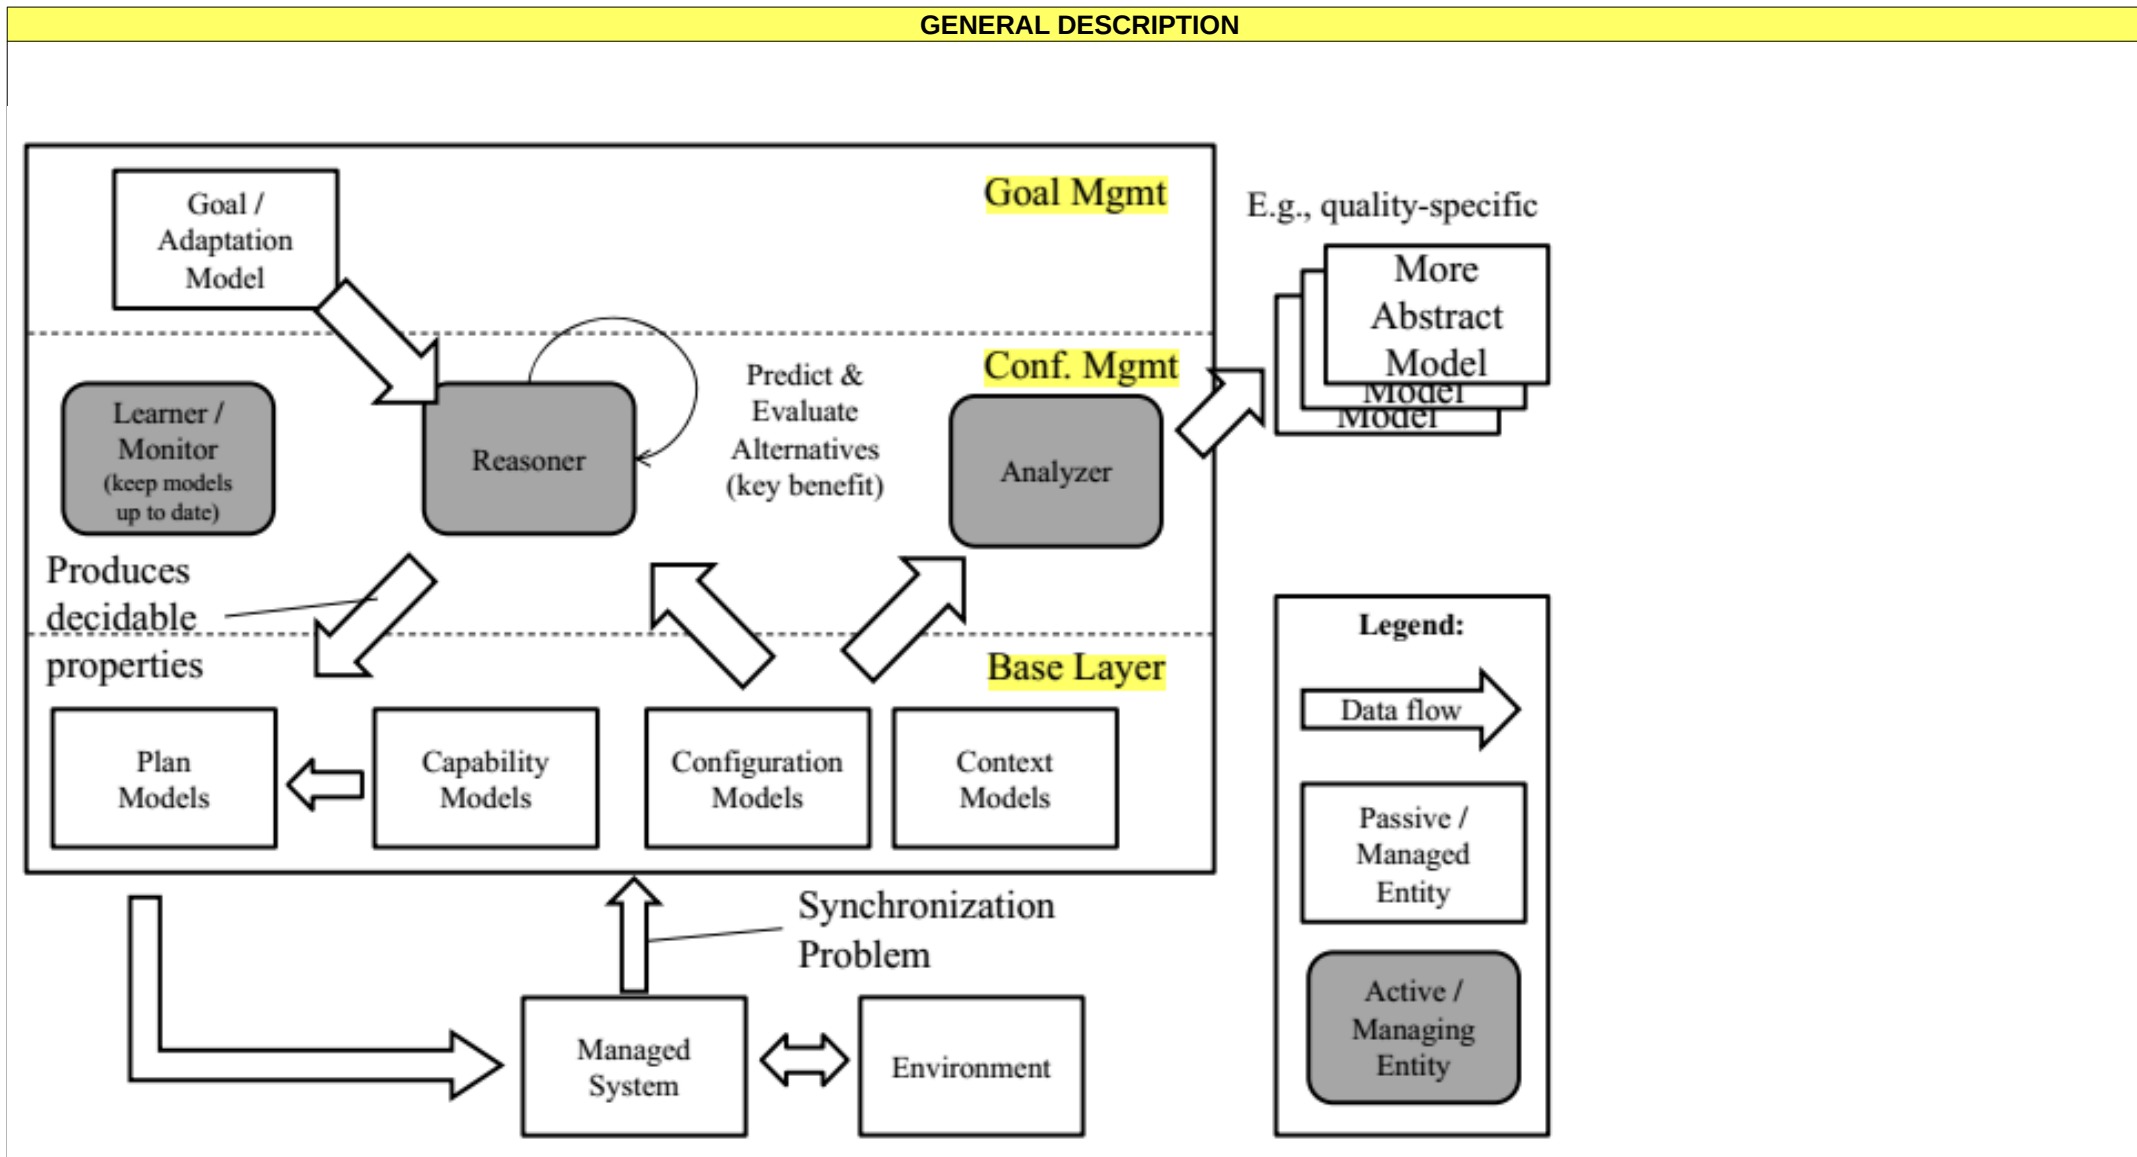 GENERAL DESCRIPTION
Goal /
Adaptation
Model
Goal Mgmt
E.g., quality-specific
More
Abstract
Model
Model
Model
Conf. Mgmt
Learner /
Monitor
(keep models
up to date)
Reasoner
Predict &
Evaluate
Alternatives
(key benefit)
Analyzer
Produces
decidable
properties
Base Layer
Plan
Models
Capability
Models
Configuration
Models
Context
Models
Synchronization
Problem
Managed
System
Environment
Legend:
Data flow
Passive /
Managed
Entity
Active /
Managing
Entity